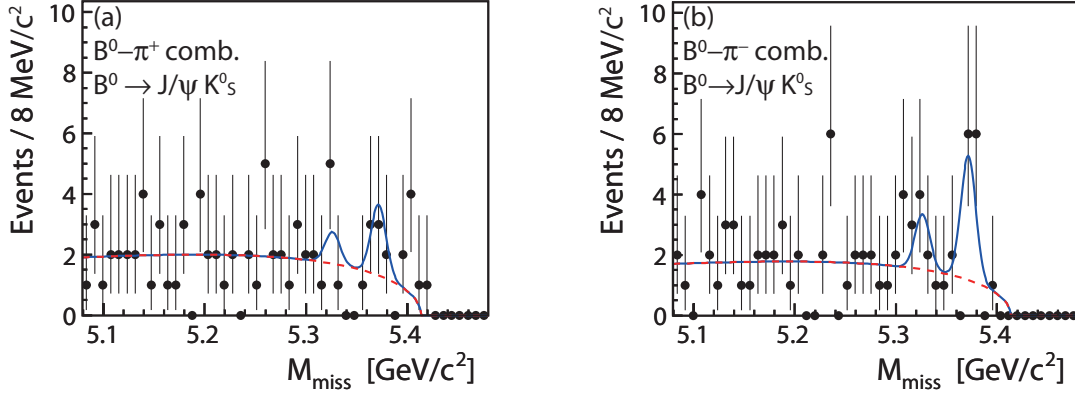 (a)
B⁰–π⁺ comb.
B⁰ → J/ψ K⁰s
Events / 8 MeV/c²
10
8
6
4
2
0
5.1
5.2
5.3
5.4
M_miss [GeV/c²]
(b)
B⁰–π⁻ comb.
B⁰→J/ψ K⁰s
Events / 8 MeV/c²
10
8
6
4
2
0
5.1
5.2
5.3
5.4
M_miss [GeV/c²]